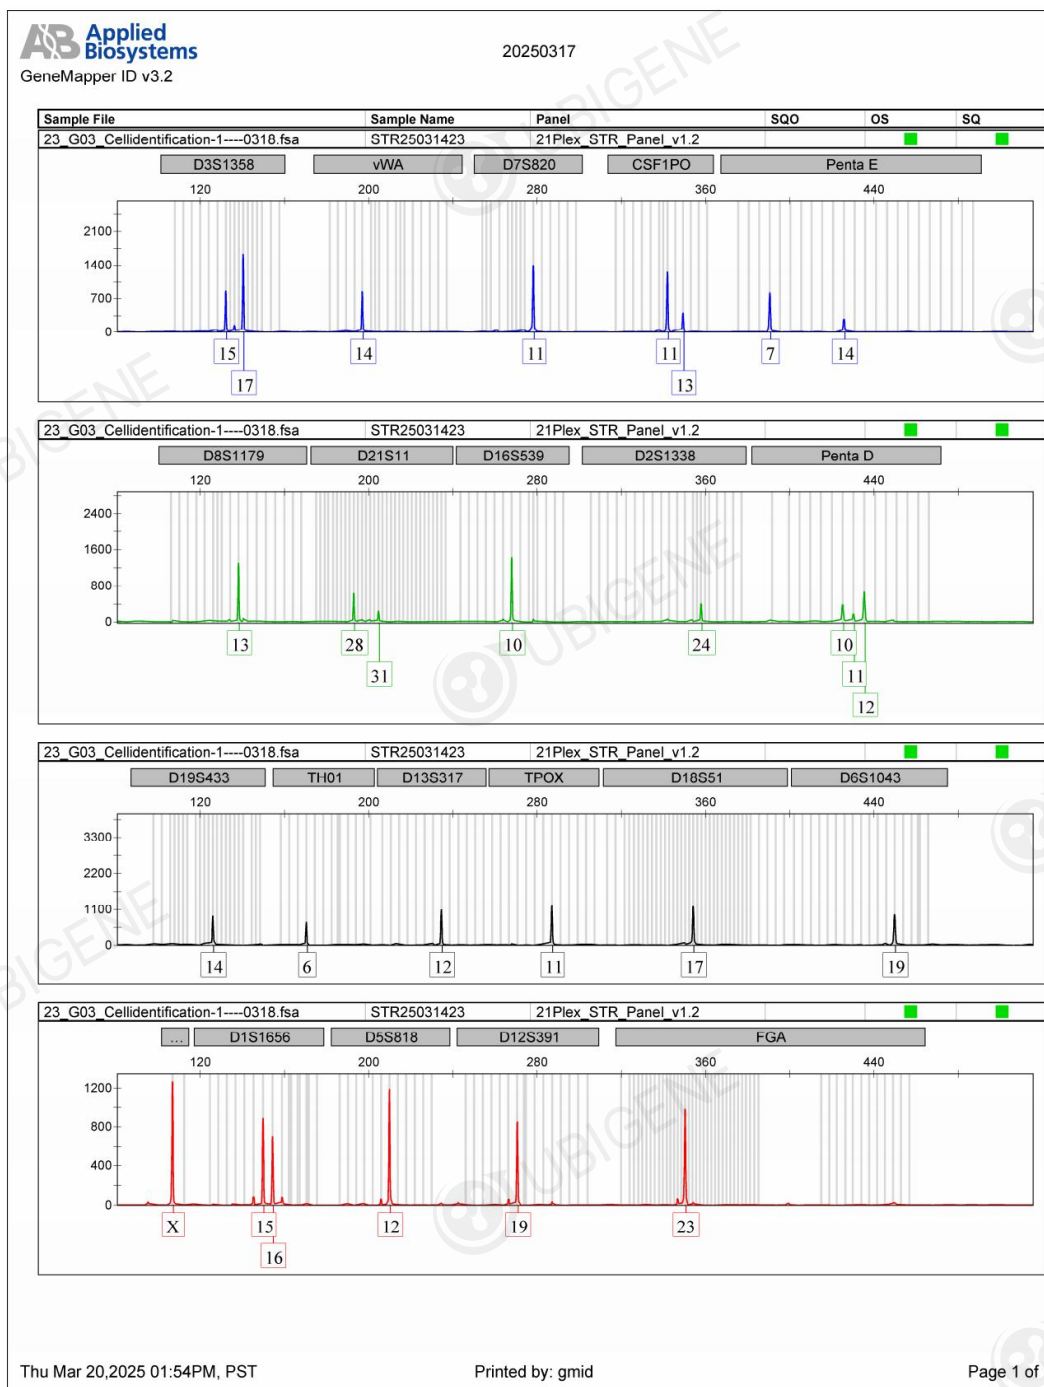 AB Applied
Biosystems
20250317
GeneMapper ID v3.2
Sample File Sample Name Panel SQO OS SQ
23_G03_Cellidentification-1----0318.fsa STR25031423 21Plex_STR_Panel_v1.2
D3S1358 vWA D7S820 CSF1PO Penta E
120 200 280 360 440
2100
1400
700
0
15 14 11 11 7 14
17 13
23_G03_Cellidentification-1----0318.fsa STR25031423 21Plex_STR_Panel_v1.2
D8S1179 D21S11 D16S539 D2S1338 Penta D
120 200 280 360 440
2400
1600
800
0
13 28 10 24 10
31 11
12
23_G03_Cellidentification-1----0318.fsa STR25031423 21Plex_STR_Panel_v1.2
D19S433 TH01 D13S317 TPOX D18S51 D6S1043
120 200 280 360 440
3300
2200
1100
0
14 6 12 11 17 19
23_G03_Cellidentification-1----0318.fsa STR25031423 21Plex_STR_Panel_v1.2
... D1S1656 D5S818 D12S391 FGA
120 200 280 360 440
1200
800
400
0
X 15 12 19 23
16
Thu Mar 20,2025 01:54PM, PST Printed by: gmid Page 1 of
UBIGENE
UBIGENE
UBIGENE
UBIGENE
UBIGENE